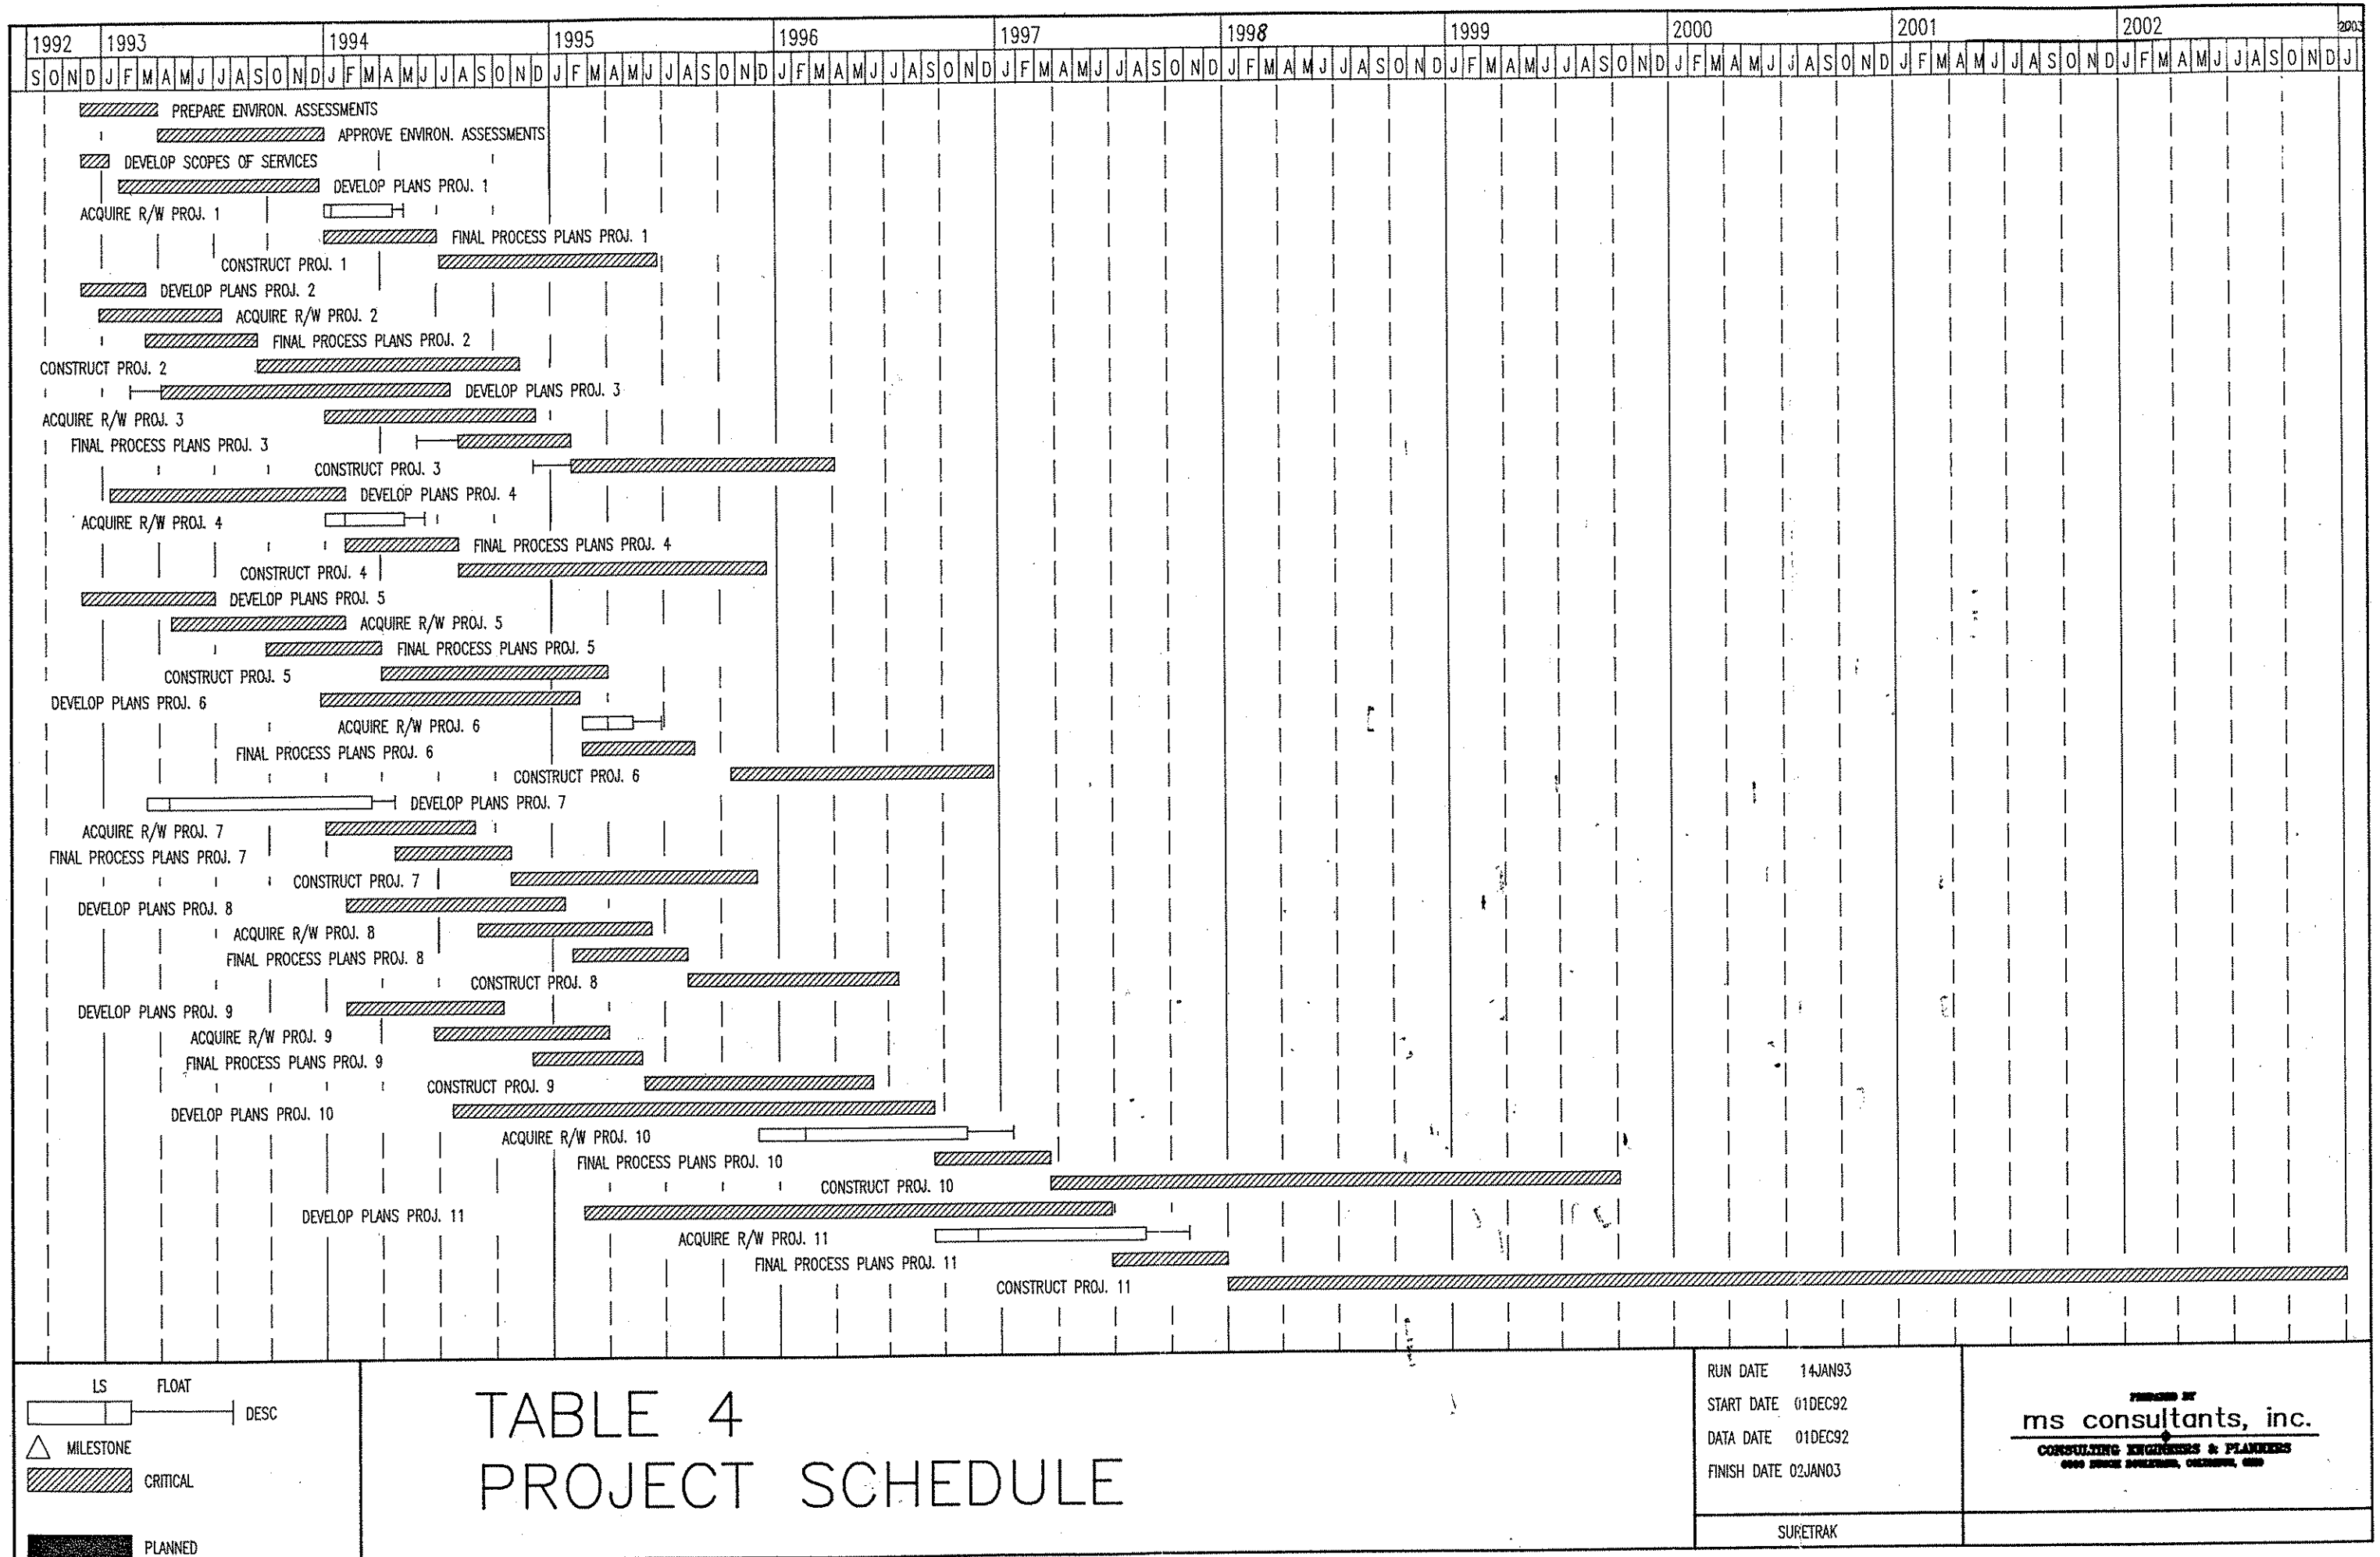 1992 1993 1994 1995 1996 1997 1998 1999 2000 2001 2002 2003
S O N D J F M A M J J A S O N D J F M A M J J A S O N D J F M A M J J A S O N D J F M A M J J A S O N D J F M A M J J A S O N D J F M A M J J A S O N D J F M A M J J A S O N D J F M A M J J A S O N D J F M A M J J A S O N D J F M A M J J A S O N D J
PREPARE ENVIRON. ASSESSMENTS
APPROVE ENVIRON. ASSESSMENTS
DEVELOP SCOPES OF SERVICES
DEVELOP PLANS PROJ. 1
ACQUIRE R/W PROJ. 1
FINAL PROCESS PLANS PROJ. 1
CONSTRUCT PROJ. 1
DEVELOP PLANS PROJ. 2
ACQUIRE R/W PROJ. 2
FINAL PROCESS PLANS PROJ. 2
CONSTRUCT PROJ. 2
DEVELOP PLANS PROJ. 3
ACQUIRE R/W PROJ. 3
FINAL PROCESS PLANS PROJ. 3
CONSTRUCT PROJ. 3
DEVELOP PLANS PROJ. 4
ACQUIRE R/W PROJ. 4
FINAL PROCESS PLANS PROJ. 4
CONSTRUCT PROJ. 4
DEVELOP PLANS PROJ. 5
ACQUIRE R/W PROJ. 5
FINAL PROCESS PLANS PROJ. 5
CONSTRUCT PROJ. 5
DEVELOP PLANS PROJ. 6
ACQUIRE R/W PROJ. 6
FINAL PROCESS PLANS PROJ. 6
CONSTRUCT PROJ. 6
DEVELOP PLANS PROJ. 7
ACQUIRE R/W PROJ. 7
FINAL PROCESS PLANS PROJ. 7
CONSTRUCT PROJ. 7
DEVELOP PLANS PROJ. 8
ACQUIRE R/W PROJ. 8
FINAL PROCESS PLANS PROJ. 8
CONSTRUCT PROJ. 8
DEVELOP PLANS PROJ. 9
ACQUIRE R/W PROJ. 9
FINAL PROCESS PLANS PROJ. 9
CONSTRUCT PROJ. 9
DEVELOP PLANS PROJ. 10
ACQUIRE R/W PROJ. 10
FINAL PROCESS PLANS PROJ. 10
CONSTRUCT PROJ. 10
DEVELOP PLANS PROJ. 11
ACQUIRE R/W PROJ. 11
FINAL PROCESS PLANS PROJ. 11
CONSTRUCT PROJ. 11
LS FLOAT
DESC
MILESTONE
CRITICAL
PLANNED
TABLE 4
PROJECT SCHEDULE
RUN DATE 14JAN93
START DATE 01DEC92
DATA DATE 01DEC92
FINISH DATE 02JAN03
SURETRAK
PREPARED BY
ms consultants, inc.
CONSULTING ENGINEERS & PLANNERS